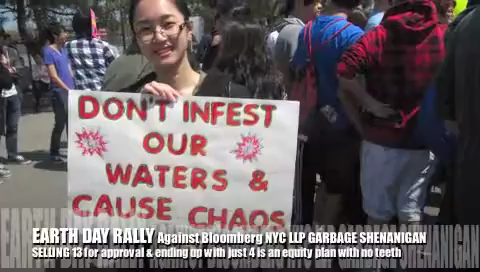 DON'T INFEST
OUR
WATERS &
CAUSE CHAOS
EARTH DAY RALLY Against Bloomberg NYC LLP GARBAGE SHENANIGAN
SELLING 13 for approval & ending up with just 4 is an equity plan with no teeth